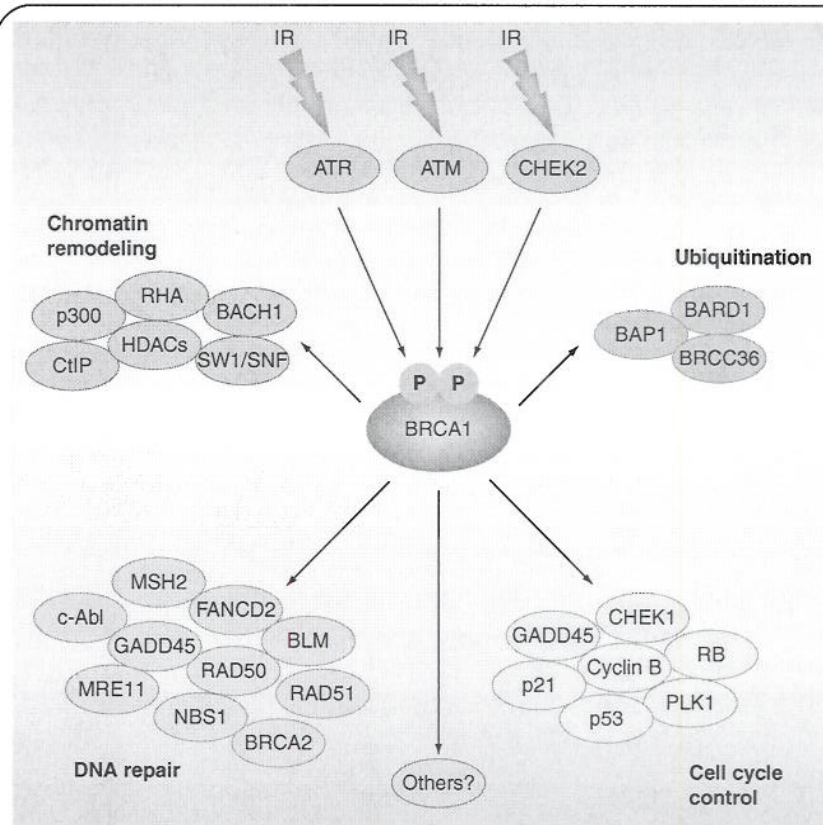 IR IR IR
ATR ATM CHEK2
Chromatin
remodeling
Ubiquitination
p300 RHA BACH1
CtIP HDACs SW1/SNF
BARD1
BAP1
BRCC36
P P
BRCA1
MSH2
c-Abl FANCD2
GADD45 BLM
RAD50
MRE11 RAD51
NBS1
BRCA2
DNA repair
CHEK1
GADD45
Cyclin B RB
p21
PLK1
p53
Others?
Cell cycle
control